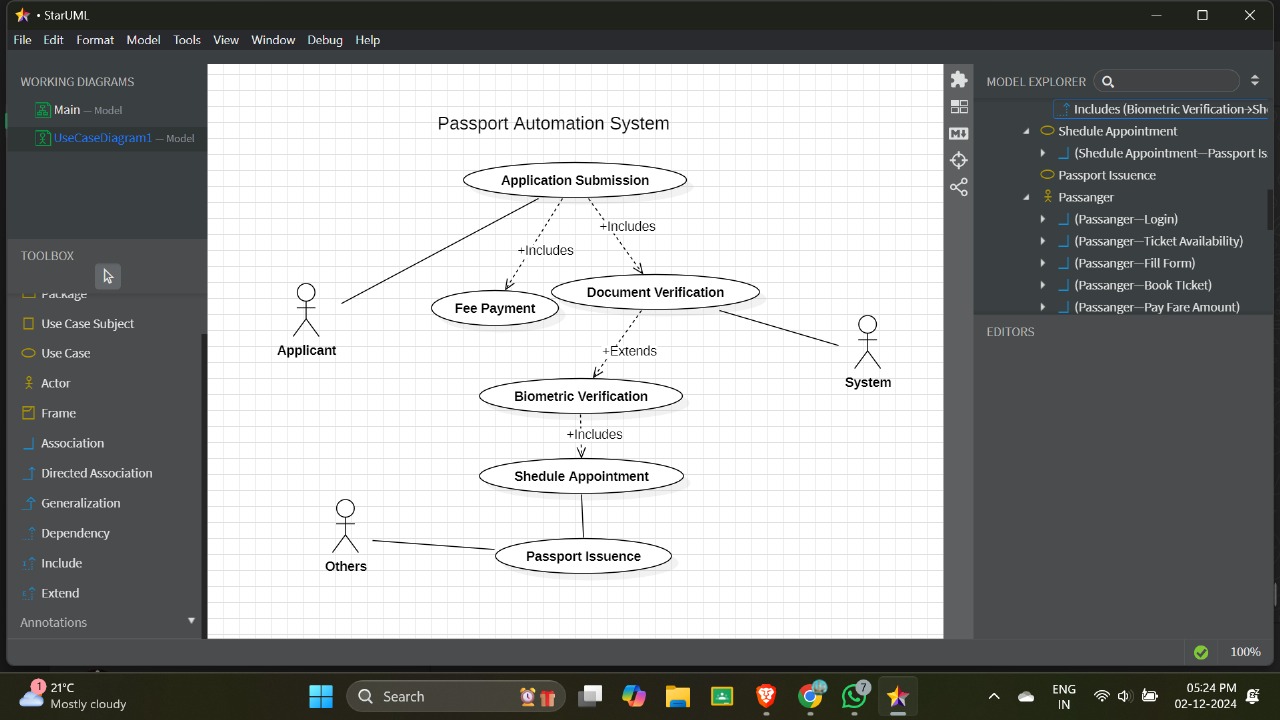 • StarUML
File Edit Format Model Tools View Window Debug Help
WORKING DIAGRAMS
Main — Model
UseCaseDiagram1 — Model
TOOLBOX
Package
Use Case Subject
Use Case
Actor
Frame
Association
Directed Association
Generalization
Dependency
Include
Extend
Annotations
Passport Automation System
Application Submission
+Includes
+Includes
Document Verification
Fee Payment
Applicant
System
+Extends
Biometric Verification
+Includes
Shedule Appointment
Others
Passport Issuence
MODEL EXPLORER
Includes (Biometric Verification→Sh
Shedule Appointment
(Shedule Appointment—Passport Is
Passport Issuence
Passanger
(Passanger—Login)
(Passanger—Ticket Availability)
(Passanger—Fill Form)
(Passanger—Book TIcket)
(Passanger—Pay Fare Amount)
EDITORS
100%
1
21°C
Mostly cloudy
Search
7
ENG
IN
05:24 PM
02-12-2024